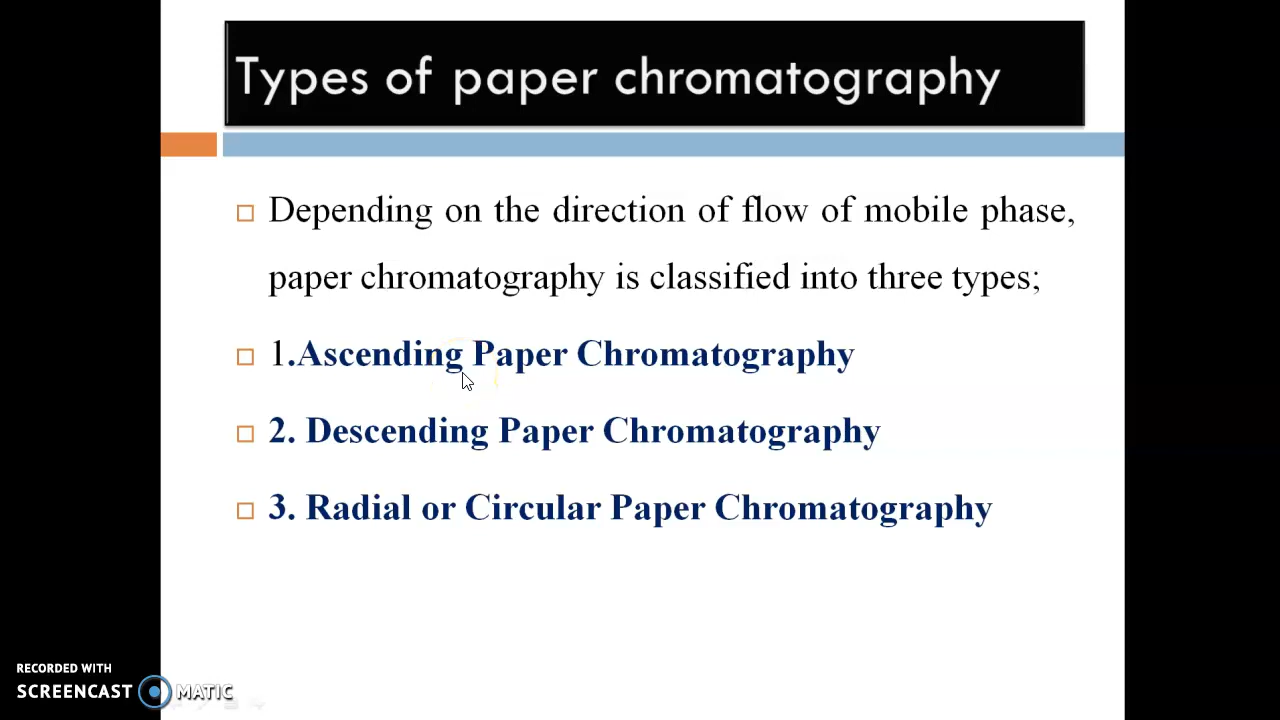 Types of paper chromatography
Depending on the direction of flow of mobile phase,
paper chromatography is classified into three types;
1.Ascending Paper Chromatography
2. Descending Paper Chromatography
3. Radial or Circular Paper Chromatography
RECORDED WITH
SCREENCAST MATIC